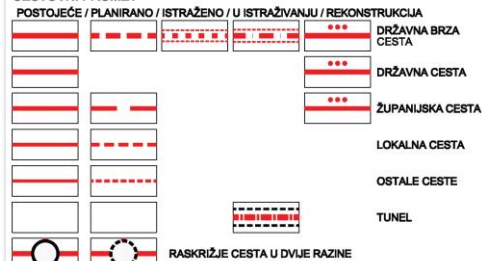 POSTOJEĆE / PLANIRANO / ISTRAŽENO / U ISTRAŽIVANJU / REKONSTRUKCIJA
DRŽAVNA BRZA
CESTA
DRŽAVNA CESTA
ŽUPANIJSKA CESTA
LOKALNA CESTA
OSTALE CESTE
TUNEL
RASKRIŽJE CESTA U DVIJE RAZINE